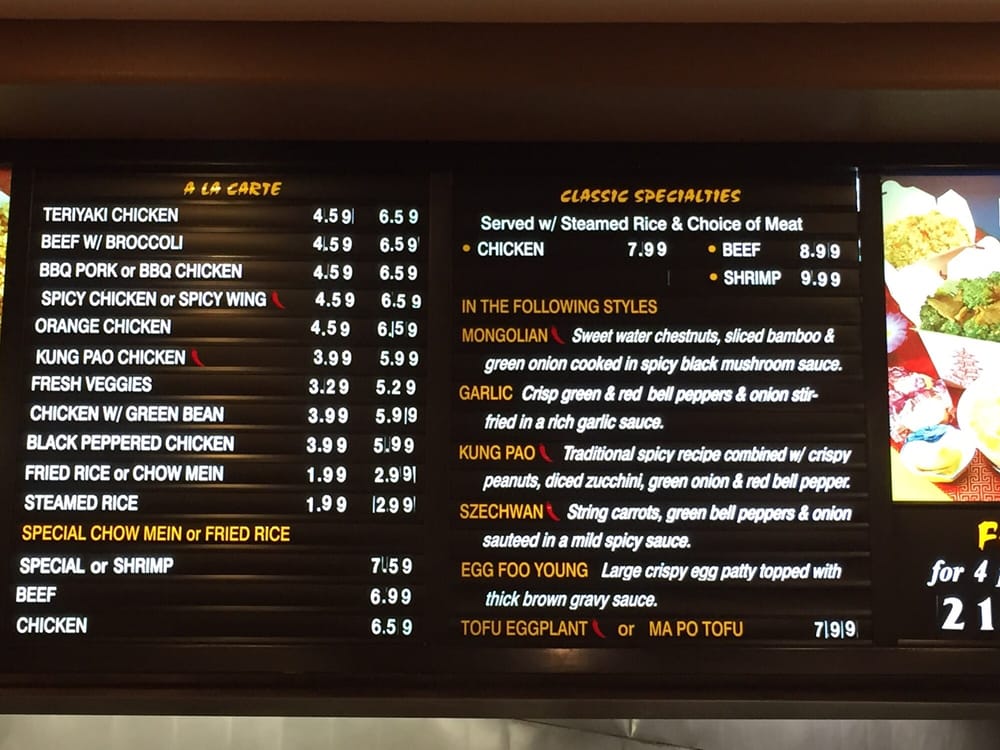 A LA CARTE
TERIYAKI CHICKEN 4.59 6.59
BEEF W/ BROCCOLI 4.59 6.59
BBQ PORK or BBQ CHICKEN 4.59 6.59
SPICY CHICKEN or SPICY WING 4.59 6.59
ORANGE CHICKEN 4.59 6.59
KUNG PAO CHICKEN 3.99 5.99
FRESH VEGGIES 3.29 5.29
CHICKEN W/ GREEN BEAN 3.99 5.99
BLACK PEPPERED CHICKEN 3.99 5.99
FRIED RICE or CHOW MEIN 1.99 2.99
STEAMED RICE 1.99 2.99
SPECIAL CHOW MEIN or FRIED RICE
SPECIAL or SHRIMP 7.59
BEEF 6.99
CHICKEN 6.59
CLASSIC SPECIALTIES
Served w/ Steamed Rice & Choice of Meat
• CHICKEN 7.99 • BEEF 8.99
• SHRIMP 9.99
IN THE FOLLOWING STYLES
MONGOLIAN Sweet water chestnuts, sliced bamboo &
green onion cooked in spicy black mushroom sauce.
GARLIC Crisp green & red bell peppers & onion stir-
fried in a rich garlic sauce.
KUNG PAO Traditional spicy recipe combined w/ crispy
peanuts, diced zucchini, green onion & red bell pepper.
SZECHWAN String carrots, green bell peppers & onion
sauteed in a mild spicy sauce.
EGG FOO YOUNG Large crispy egg patty topped with
thick brown gravy sauce.
TOFU EGGPLANT or MA PO TOFU 7.99
for 4
21